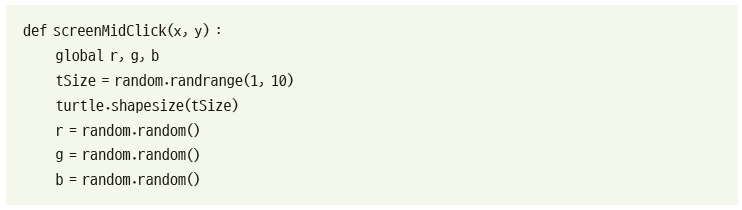 def screenMidClick(x, y) :
    global r, g, b
    tSize = random.randrange(1, 10)
    turtle.shapesize(tSize)
    r = random.random()
    g = random.random()
    b = random.random()